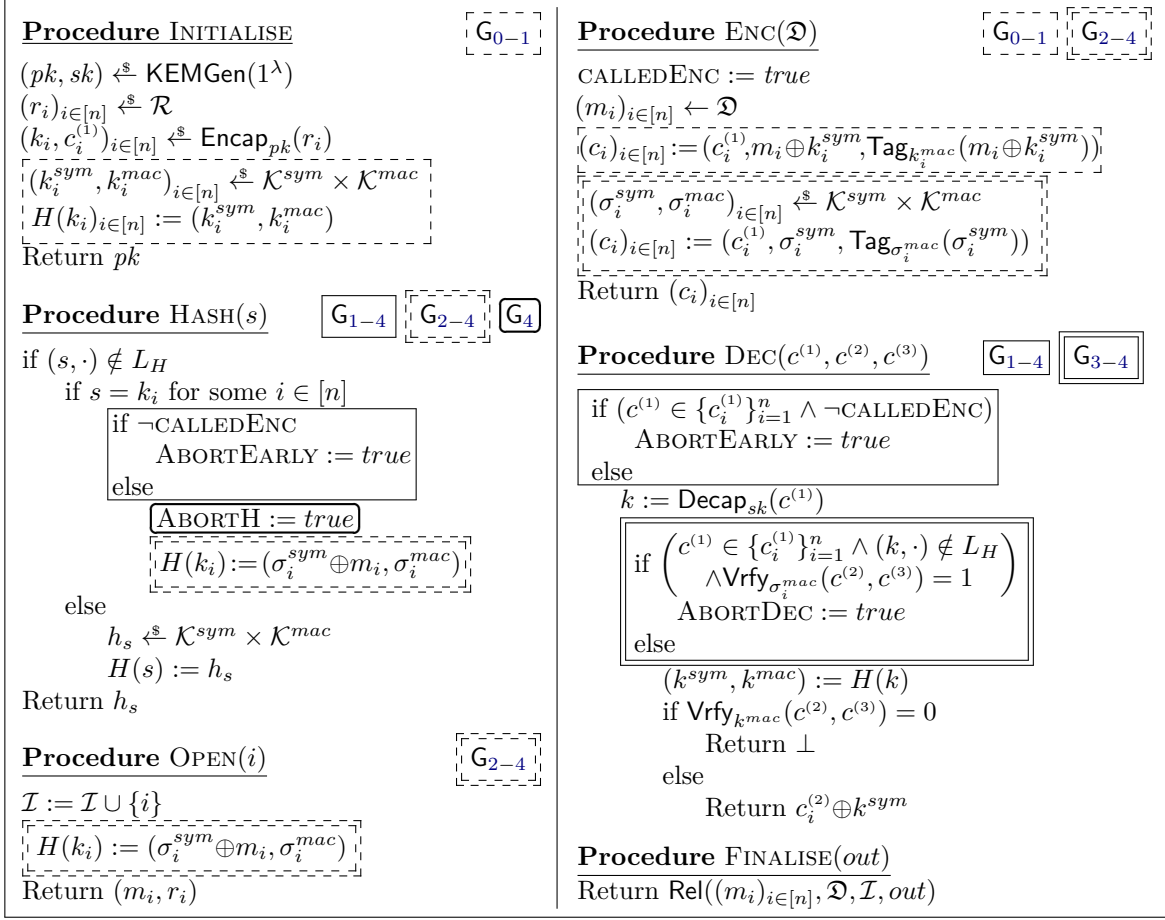 Procedure INITIALISE G₀₋₁
(pk, sk) ←$ KEMGen(1^λ)
(r_i)_{i∈[n]} ←$ R
(k_i, c_i^{(1)})_{i∈[n]} ←$ Encap_{pk}(r_i)
(k_i^{sym}, k_i^{mac})_{i∈[n]} ←$ K^{sym} × K^{mac}
H(k_i)_{i∈[n]} := (k_i^{sym}, k_i^{mac})
Return pk
Procedure HASH(s) G₁₋₄ G₂₋₄ G₄
if (s, ·) ∉ L_H
if s = k_i for some i ∈ [n]
if ¬CALLEDENC
ABORTEARLY := true
else
ABORTH := true
H(k_i) := (σ_i^{sym} ⊕ m_i, σ_i^{mac})
else
h_s ←$ K^{sym} × K^{mac}
H(s) := h_s
Return h_s
Procedure OPEN(i) G₂₋₄
I := I ∪ {i}
H(k_i) := (σ_i^{sym} ⊕ m_i, σ_i^{mac})
Return (m_i, r_i)
Procedure ENC(𝔇) G₀₋₁ G₂₋₄
CALLEDENC := true
(m_i)_{i∈[n]} ← 𝔇
(c_i)_{i∈[n]} := (c_i^{(1)}, m_i ⊕ k_i^{sym}, Tag_{k_i^{mac}}(m_i ⊕ k_i^{sym}))
(σ_i^{sym}, σ_i^{mac})_{i∈[n]} ←$ K^{sym} × K^{mac}
(c_i)_{i∈[n]} := (c_i^{(1)}, σ_i^{sym}, Tag_{σ_i^{mac}}(σ_i^{sym}))
Return (c_i)_{i∈[n]}
Procedure DEC(c^{(1)}, c^{(2)}, c^{(3)}) G₁₋₄ G₃₋₄
if (c^{(1)} ∈ {c_i^{(1)}}_{i=1}^n ∧ ¬CALLEDENC)
ABORTEARLY := true
else
k := Decap_{sk}(c^{(1)})
if (c^{(1)} ∈ {c_i^{(1)}}_{i=1}^n ∧ (k, ·) ∉ L_H
∧Vrfy_{σ_i^{mac}}(c^{(2)}, c^{(3)}) = 1)
ABORTDEC := true
else
(k^{sym}, k^{mac}) := H(k)
if Vrfy_{k^{mac}}(c^{(2)}, c^{(3)}) = 0
Return ⊥
else
Return c_i^{(2)} ⊕ k^{sym}
Procedure FINALISE(out)
Return Rel((m_i)_{i∈[n]}, 𝔇, I, out)